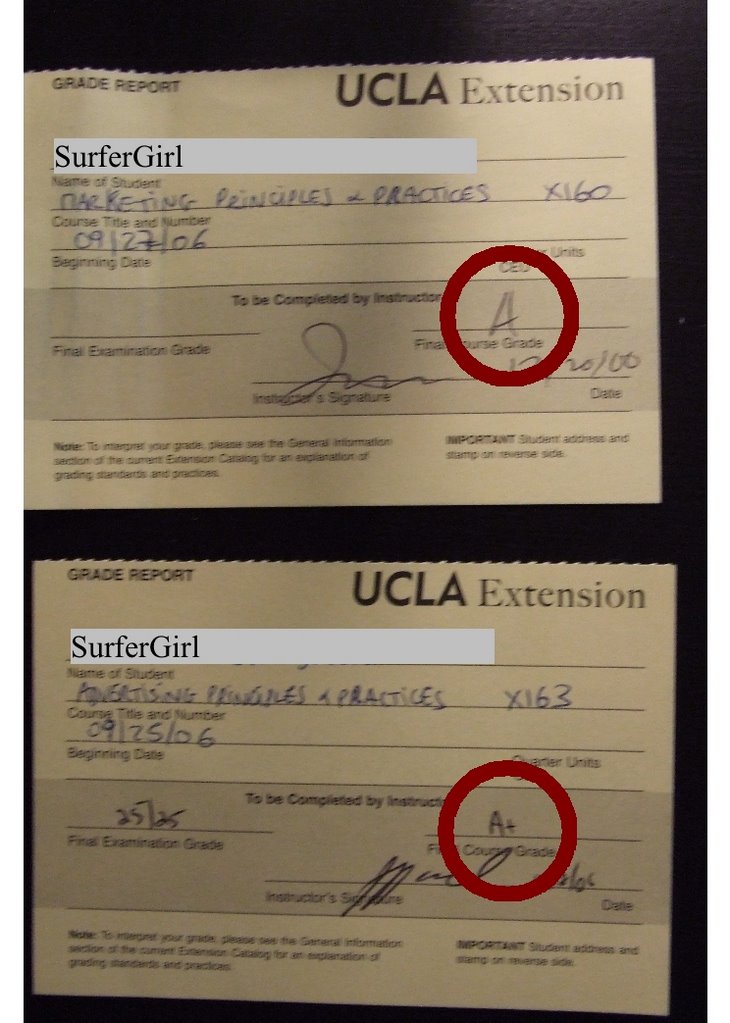 GRADE REPORT
UCLA Extension
SurferGirl
Name of Student
MARKETING PRINCIPLES & PRACTICES X160
Course Title and Number
09/27/06
Beginning Date
Units
CEU
To be Completed by Instructor
A
Final Examination Grade
Final Course Grade
Instructor's Signature
Date
Note: To interpret your grade, please see the General Information
section of the current Extension Catalog for an explanation of
grading standards and practices.
IMPORTANT Student address and
stamp on reverse side.
GRADE REPORT
UCLA Extension
SurferGirl
Name of Student
ADVERTISING PRINCIPLES & PRACTICES X163
Course Title and Number
09/25/06
Beginning Date
Quarter Units
To be Completed by Instructo
25/25
A+
Final Examination Grade
Final Course Grade
Instructor's Signature
Date
Note: To interpret your grade, please see the General Information
section of the current Extension Catalog for an explanation of
grading standards and practices.
IMPORTANT Student address and
stamp on reverse side.